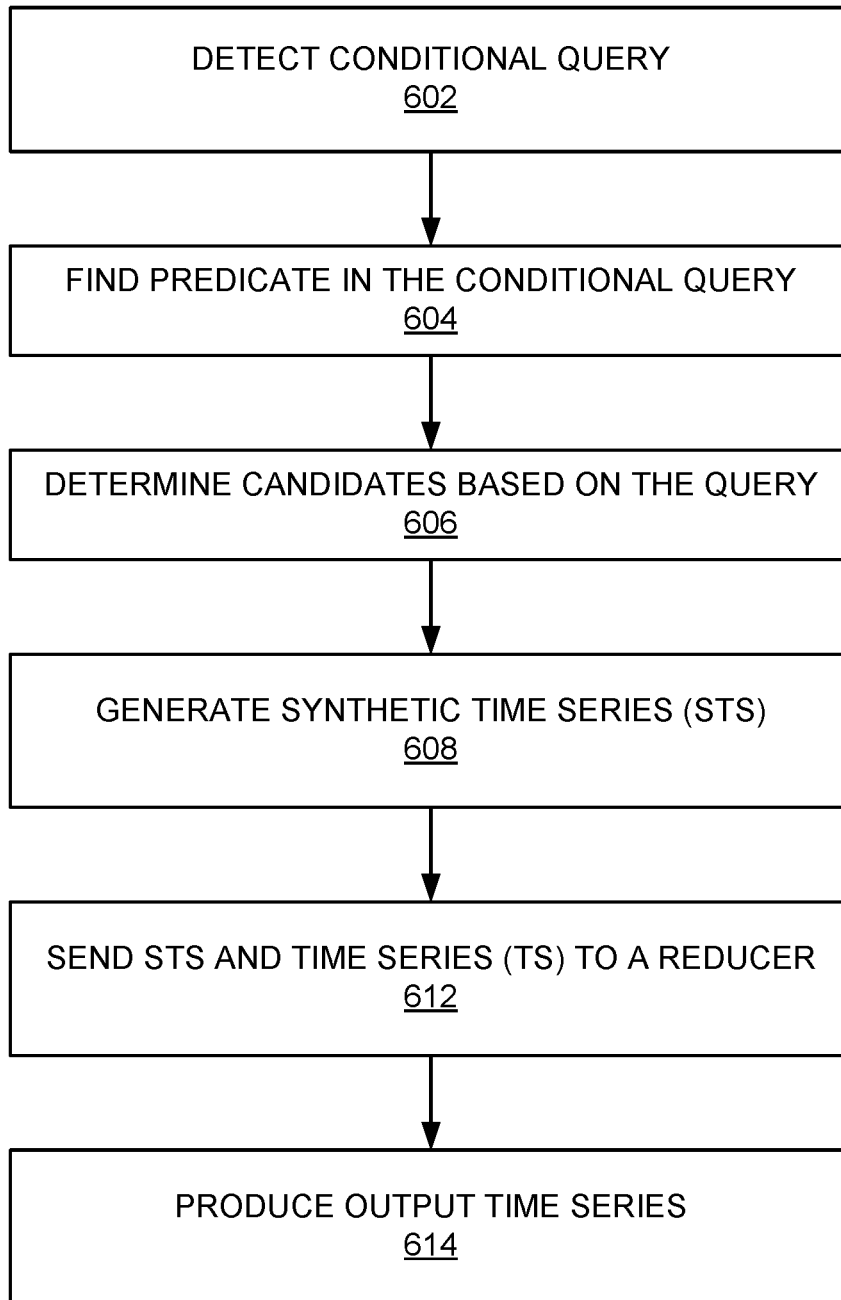 DETECT CONDITIONAL QUERY
602
FIND PREDICATE IN THE CONDITIONAL QUERY
604
DETERMINE CANDIDATES BASED ON THE QUERY
606
GENERATE SYNTHETIC TIME SERIES (STS)
608
SEND STS AND TIME SERIES (TS) TO A REDUCER
612
PRODUCE OUTPUT TIME SERIES
614